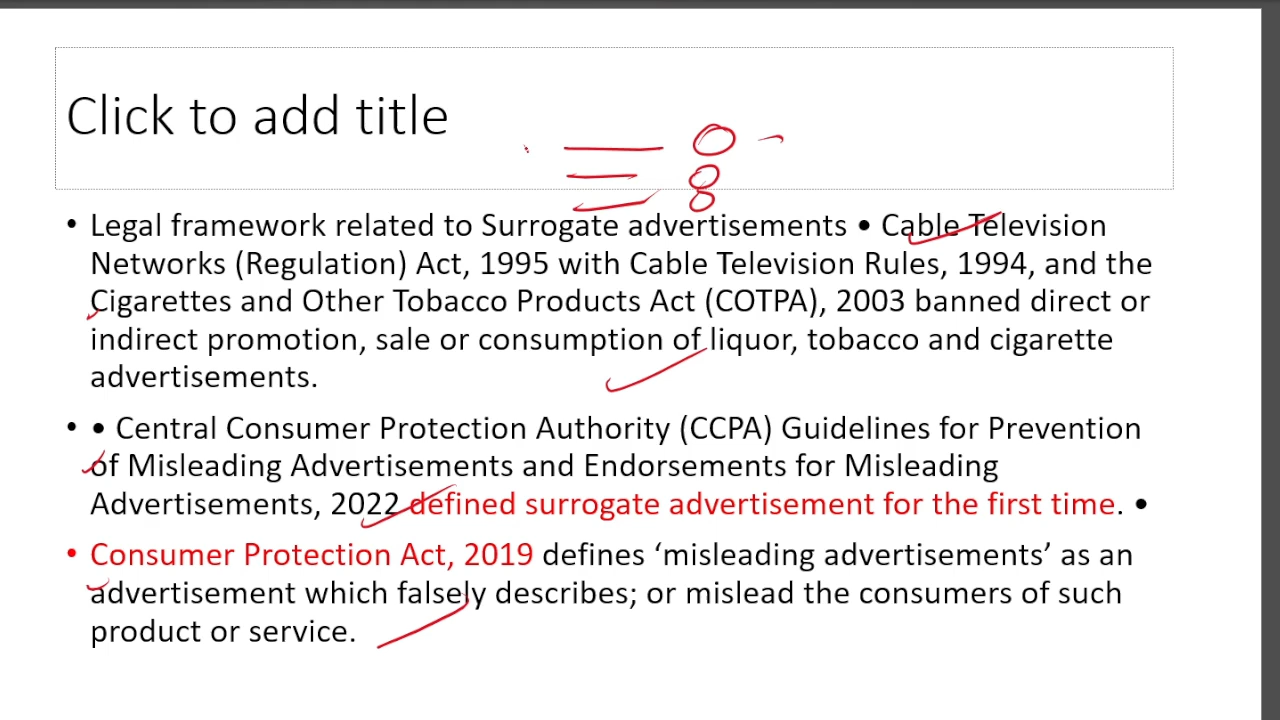 Click to add title
• Legal framework related to Surrogate advertisements • Cable Television
Networks (Regulation) Act, 1995 with Cable Television Rules, 1994, and the
Cigarettes and Other Tobacco Products Act (COTPA), 2003 banned direct or
indirect promotion, sale or consumption of liquor, tobacco and cigarette
advertisements.
• • Central Consumer Protection Authority (CCPA) Guidelines for Prevention
of Misleading Advertisements and Endorsements for Misleading
Advertisements, 2022 defined surrogate advertisement for the first time. •
• Consumer Protection Act, 2019 defines ‘misleading advertisements’ as an
advertisement which falsely describes; or mislead the consumers of such
product or service.